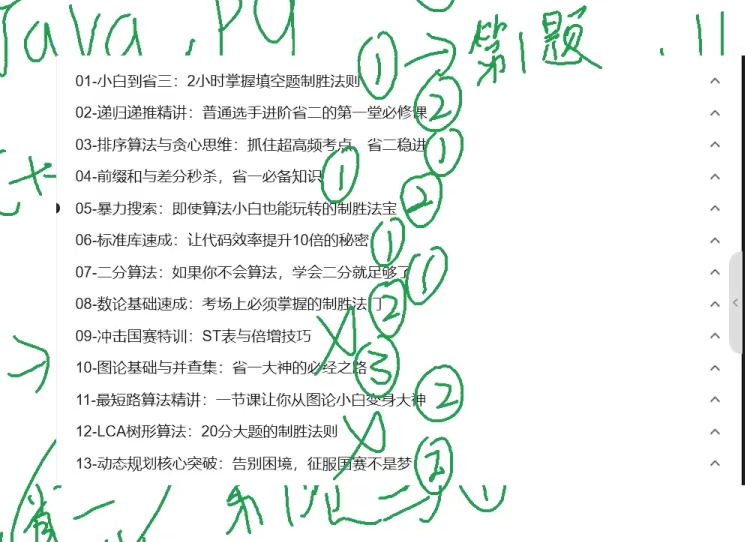 Java . py → 第1题 . 11
01-小白到省三：2小时掌握填空题制胜法则 ①
02-递归递推精讲：普通选手进阶省二的第一堂必修课 ②
03-排序算法与贪心思维：抓住超高频考点，省二稳进 ①
04-前缀和与差分秒杀，省一必备知识 ①
05-暴力搜索：即使算法小白也能玩转的制胜法宝 ②
06-标准库速成：让代码效率提升10倍的秘密 ①
07-二分算法：如果你不会算法，学会二分就足够了 ①
08-数论基础速成：考场上必须掌握的制胜法门 ②
09-冲击国赛特训：ST表与倍增技巧 X
10-图论基础与并查集：省一大神的必经之路 ③
11-最短路算法精讲：一节课让你从图论小白变身大神 ②
12-LCA树形算法：20分大题的制胜法则 X
13-动态规划核心突破：告别困境，征服国赛不是梦 ②
省一